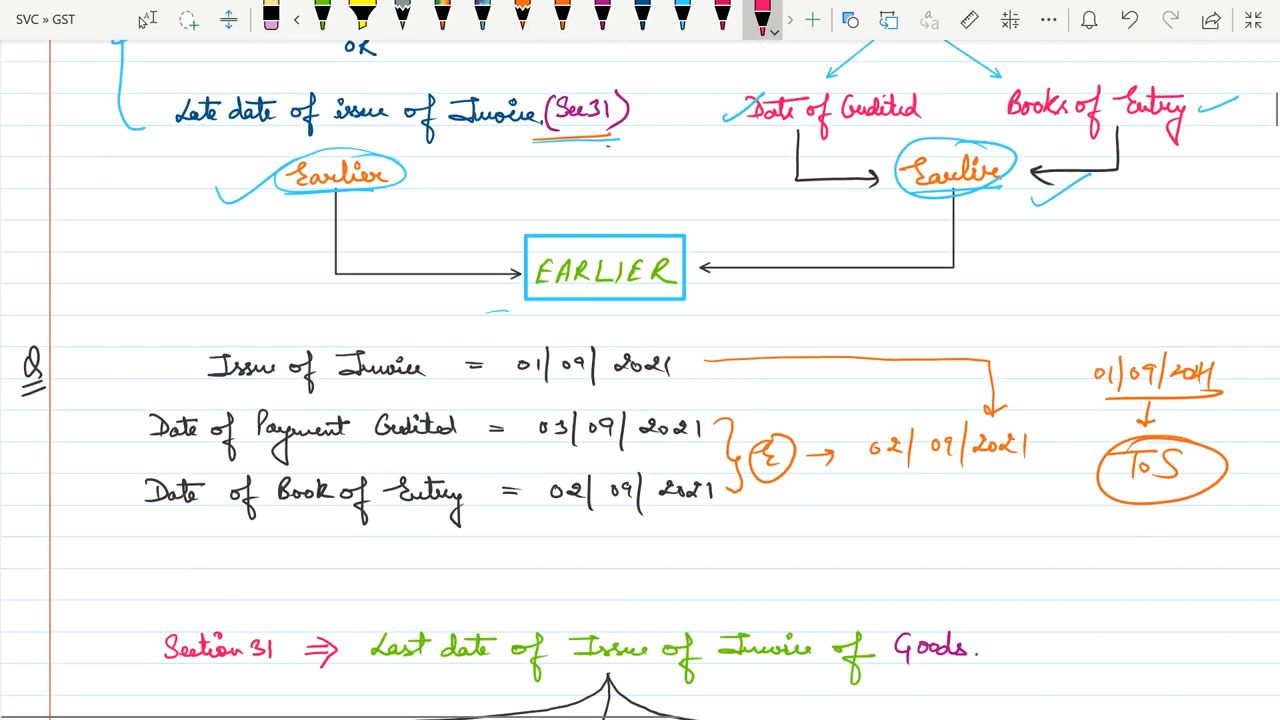 SVC > GST
OR
Late date of issue of Invoice (Sec 31)
Date of Credited
Books of Entry
Earlier
Earlier
EARLIER
Q
Issue of Invoice = 01/09/2021
01/09/2021
Date of Payment Credited = 03/09/2021
E → 02/09/2021
ToS
Date of Book of Entry = 02/09/2021
Section 31 ⇒ Last date of Issue of Invoice of Goods.